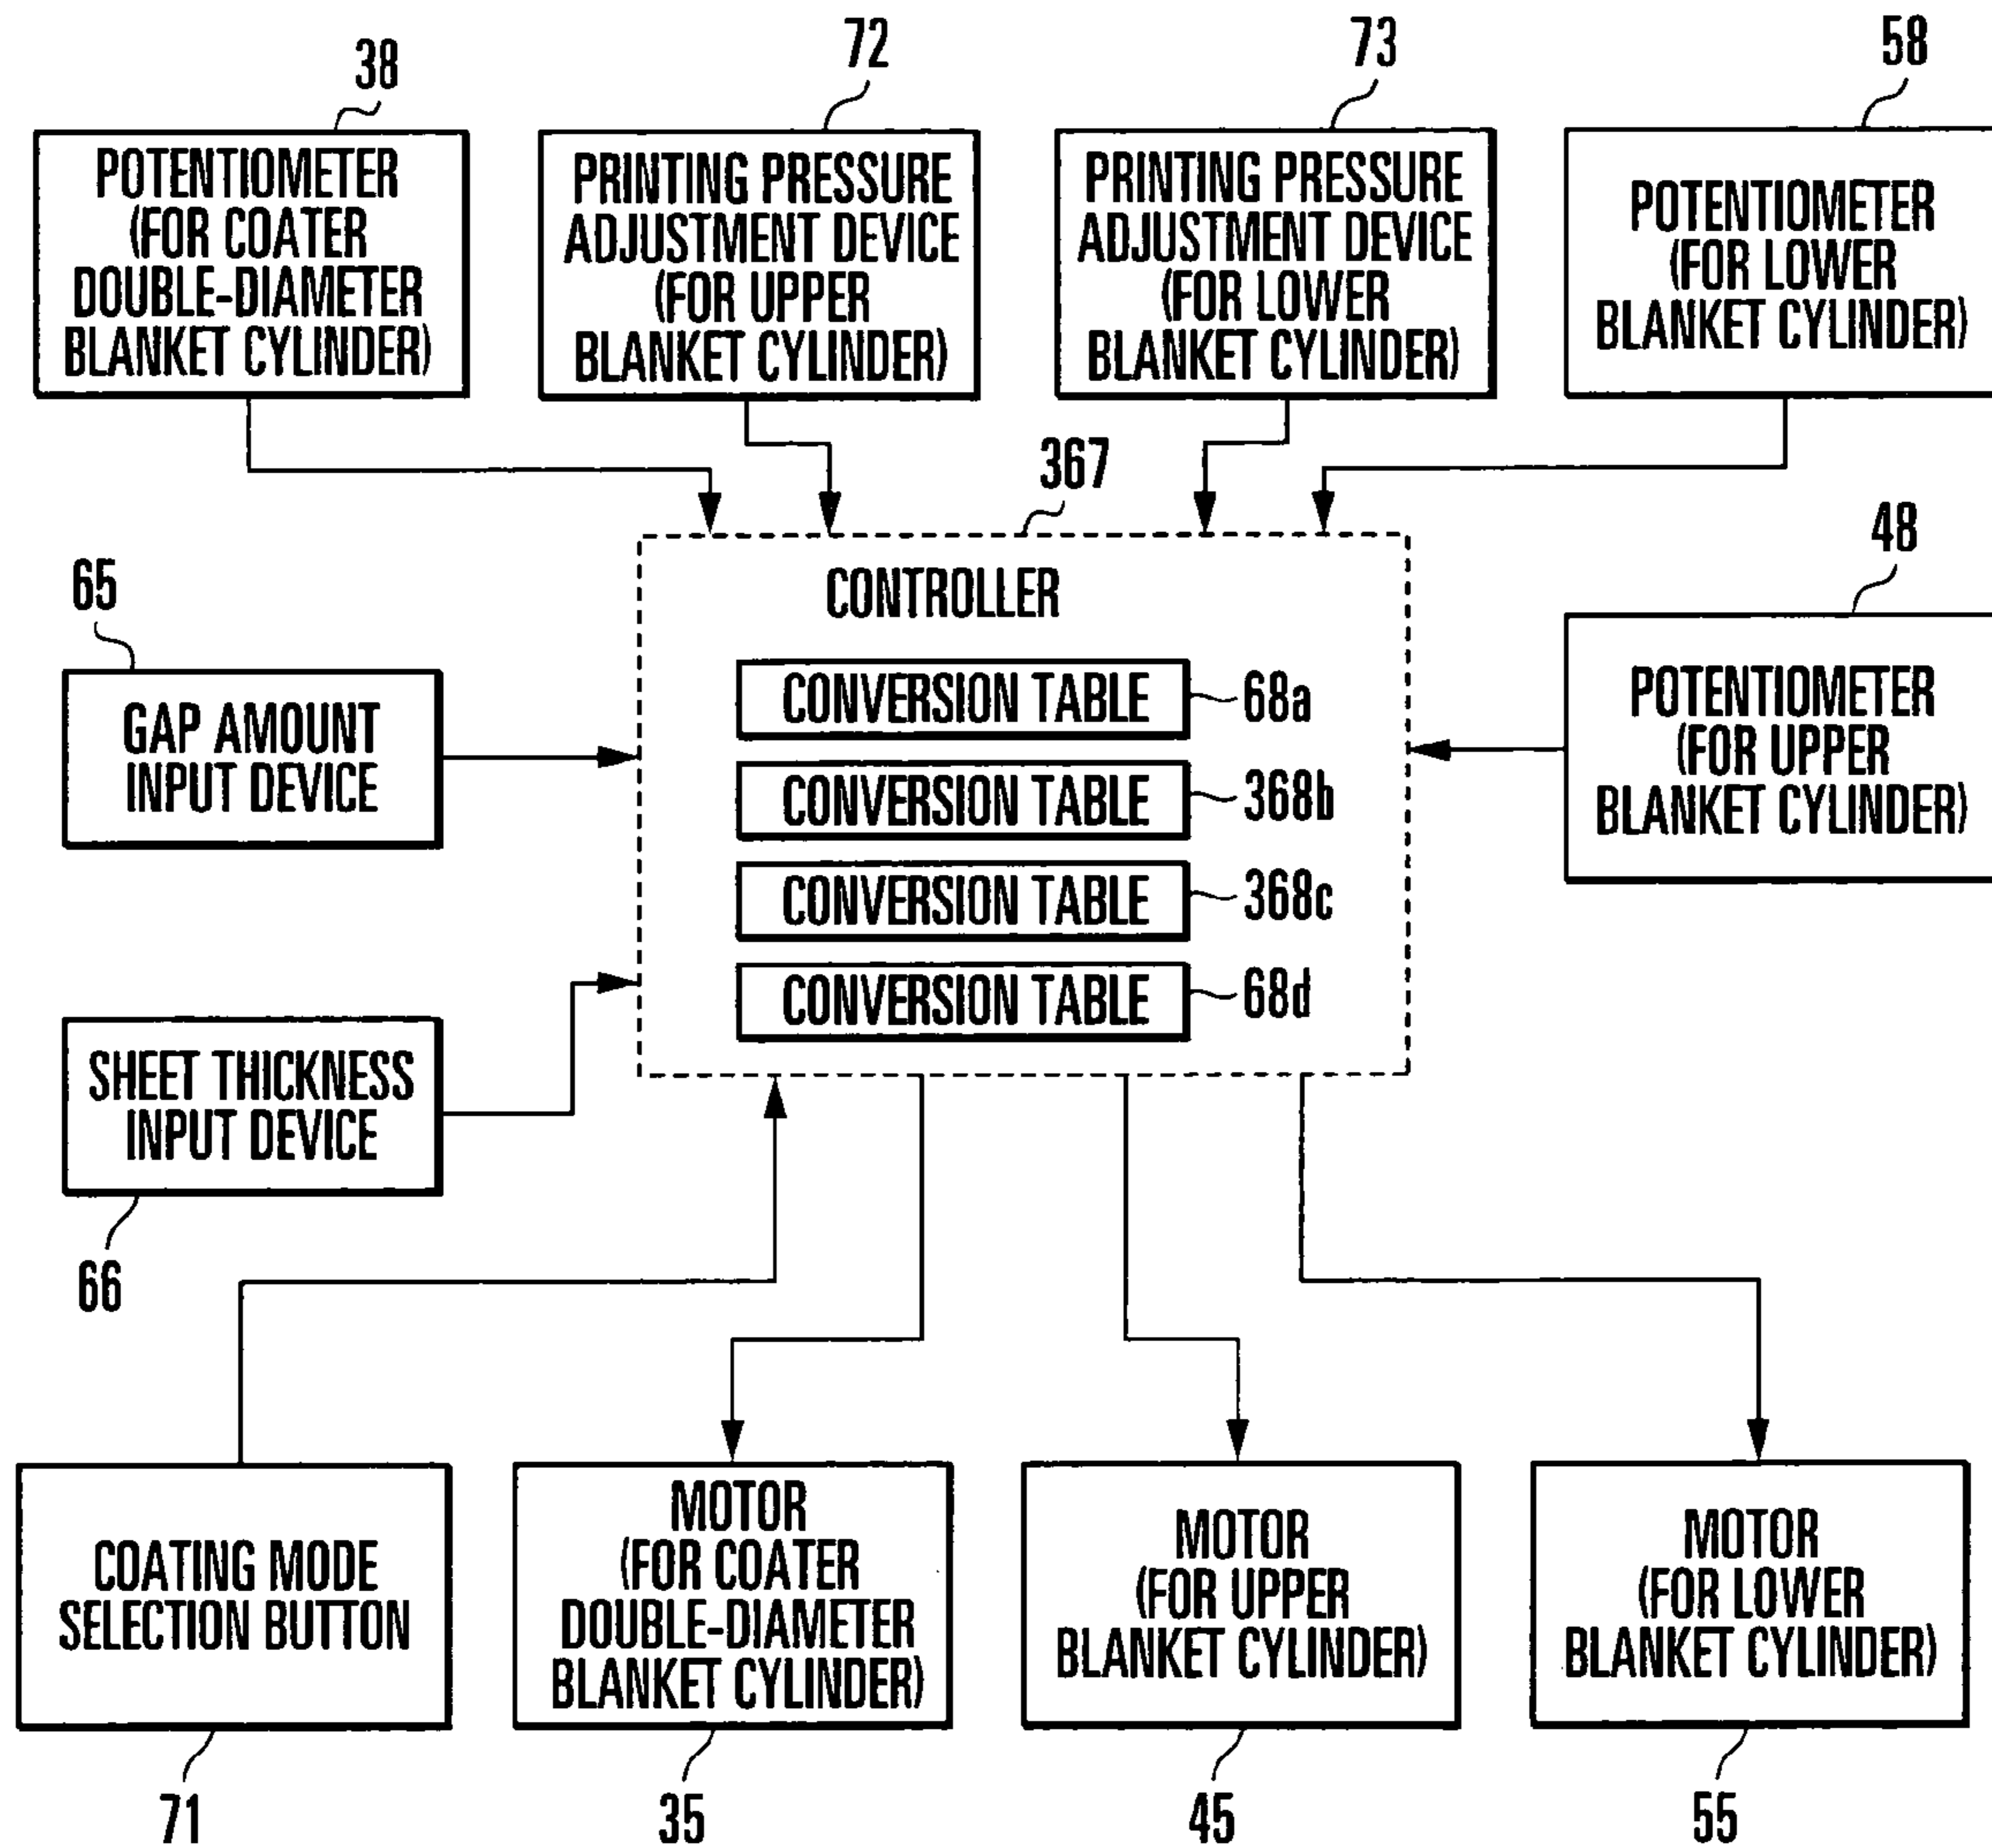 38
72
73
58
POTENTIOMETER
(FOR COATER
DOUBLE-DIAMETER
BLANKET CYLINDER)
PRINTING PRESSURE
ADJUSTMENT DEVICE
(FOR UPPER
BLANKET CYLINDER)
PRINTING PRESSURE
ADJUSTMENT DEVICE
(FOR LOWER
BLANKET CYLINDER)
POTENTIOMETER
(FOR LOWER
BLANKET CYLINDER)
367
65
GAP AMOUNT
INPUT DEVICE
CONTROLLER
CONVERSION TABLE
68a
CONVERSION TABLE
368b
CONVERSION TABLE
368c
CONVERSION TABLE
68d
48
POTENTIOMETER
(FOR UPPER
BLANKET CYLINDER)
SHEET THICKNESS
INPUT DEVICE
66
COATING MODE
SELECTION BUTTON
MOTOR
(FOR COATER
DOUBLE-DIAMETER
BLANKET CYLINDER)
MOTOR
(FOR UPPER
BLANKET CYLINDER)
MOTOR
(FOR LOWER
BLANKET CYLINDER)
71
35
45
55